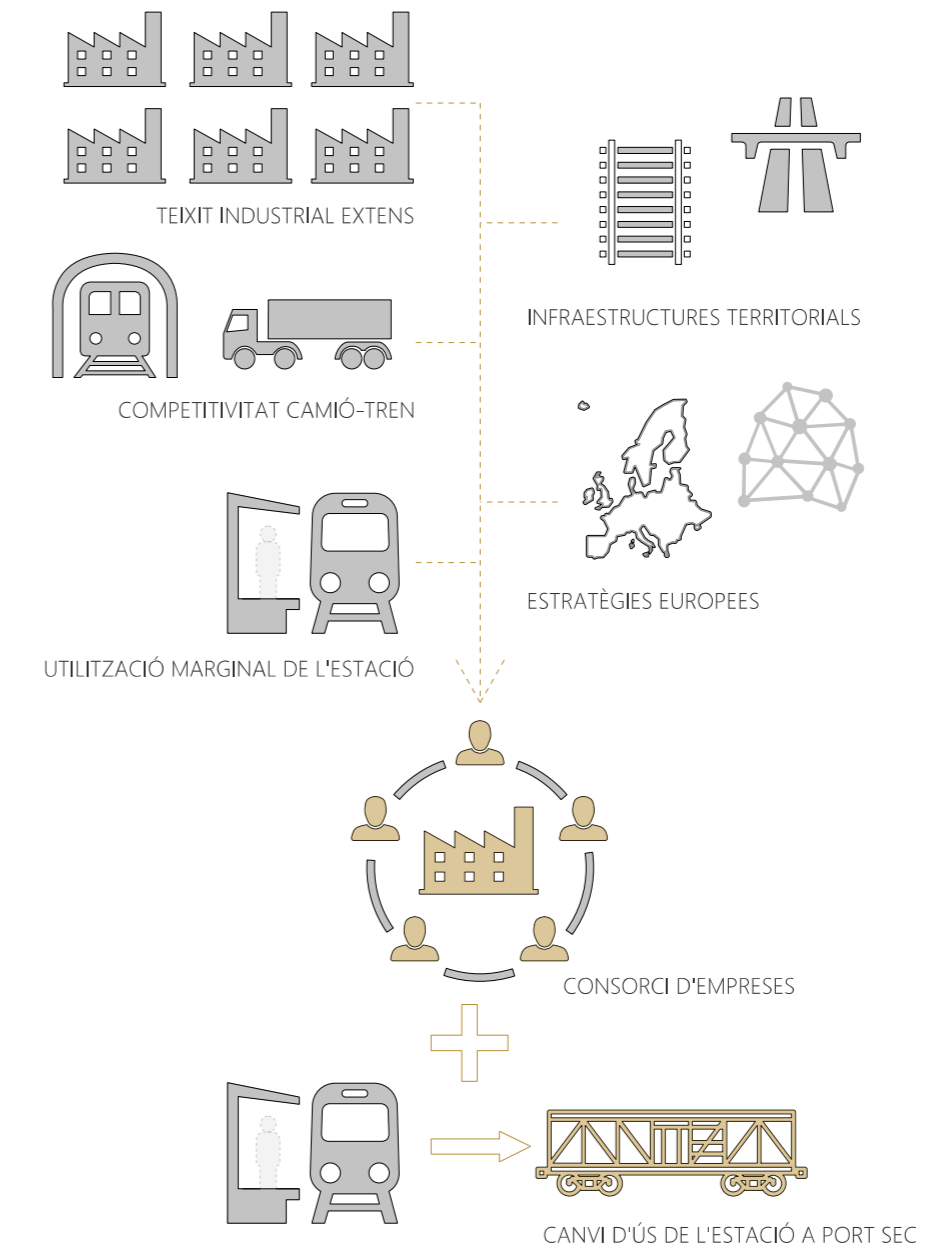 TEIXIT INDUSTRIAL EXTENS
INFRAESTRUCTURES TERRITORIALS
COMPETITIVITAT CAMIÓ-TREN
ESTRATÈGIES EUROPEES
UTILITZACIÓ MARGINAL DE L'ESTACIÓ
CONSORCI D'EMPRESES
CANVI D'ÚS DE L'ESTACIÓ A PORT SEC